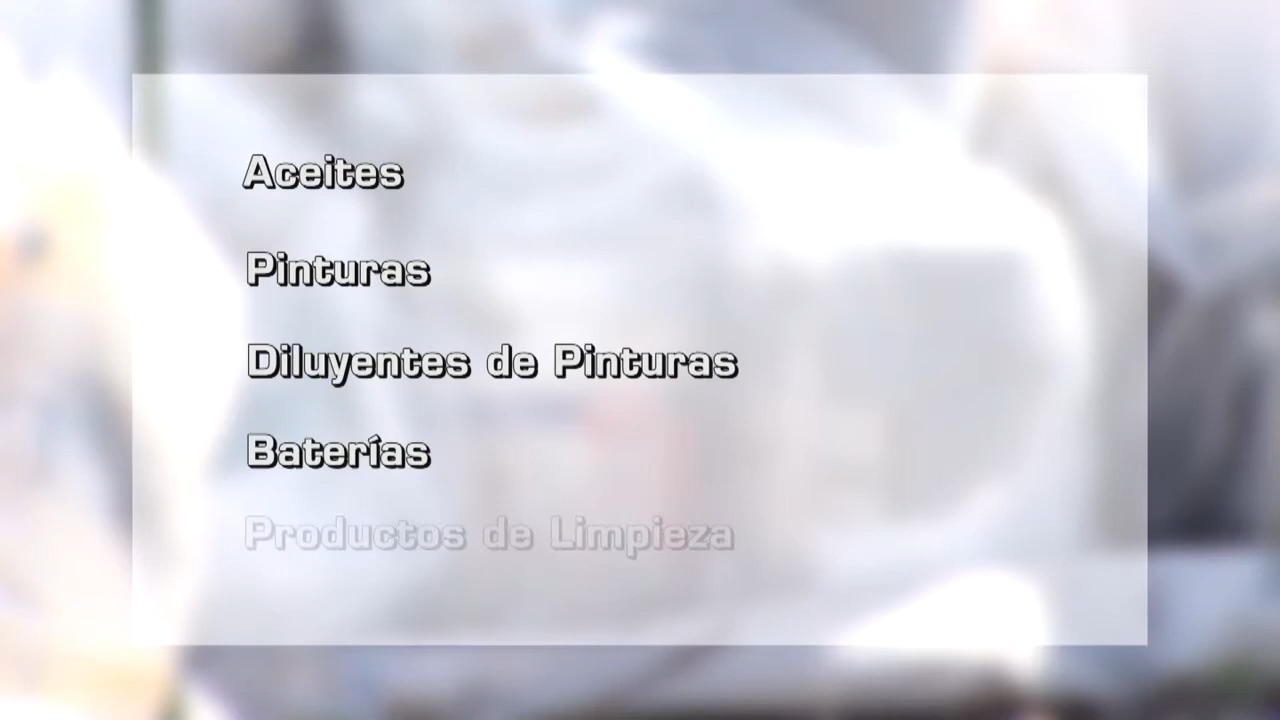 Aceites
Pinturas
Diluyentes de Pinturas
Baterías
Productos de Limpieza